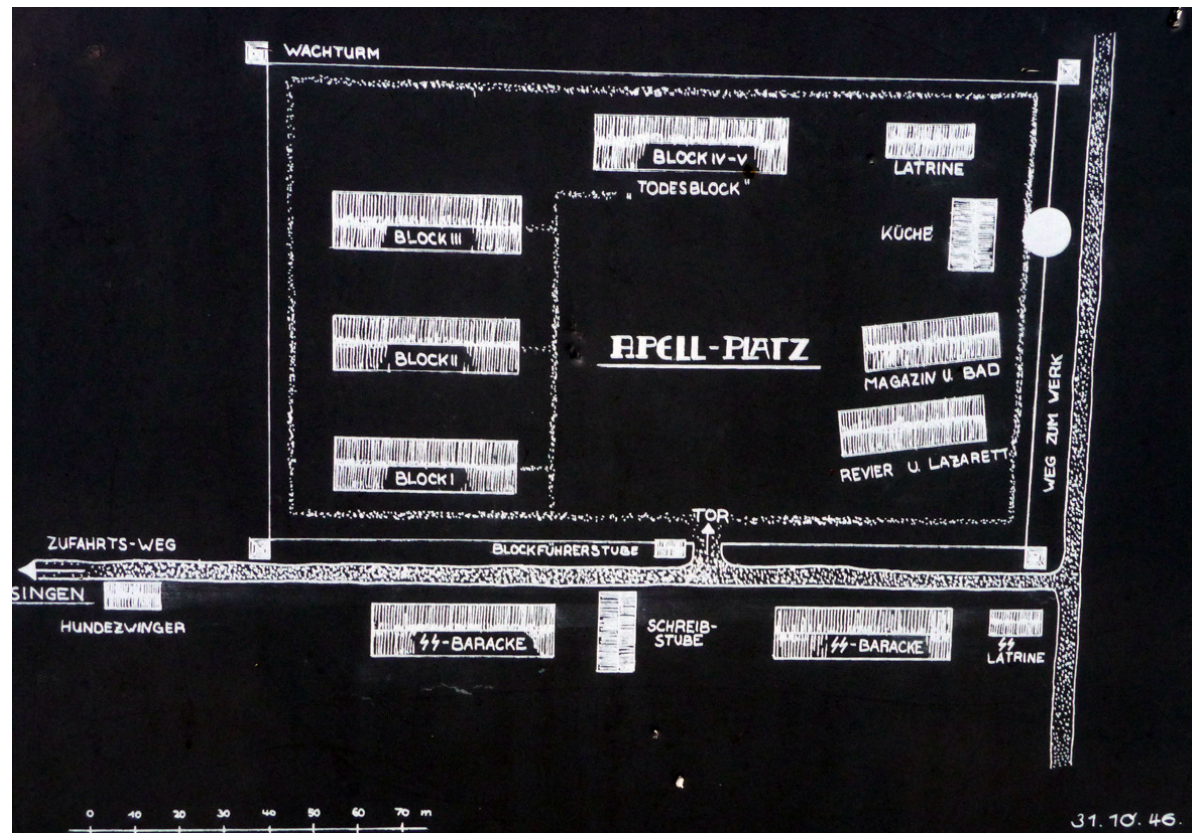 WACHTURM
BLOCK IV-V
„TODESBLOCK"
LATRINE
BLOCK III
KÜCHE
BLOCK II
APELL-PLATZ
MAGAZIN U. BAD
BLOCK I
REVIER U. LAZARETT
WEG ZUM WERK
TOR
ZUFAHRTS-WEG
BLOCKFÜHRERSTUBE
SINGEN
HUNDEZWINGER
SS-BARACKE
SCHREIB-
STUBE
SS-BARACKE
SS
LATRINE
0 10 20 30 40 50 60 70 m
31.10.46.